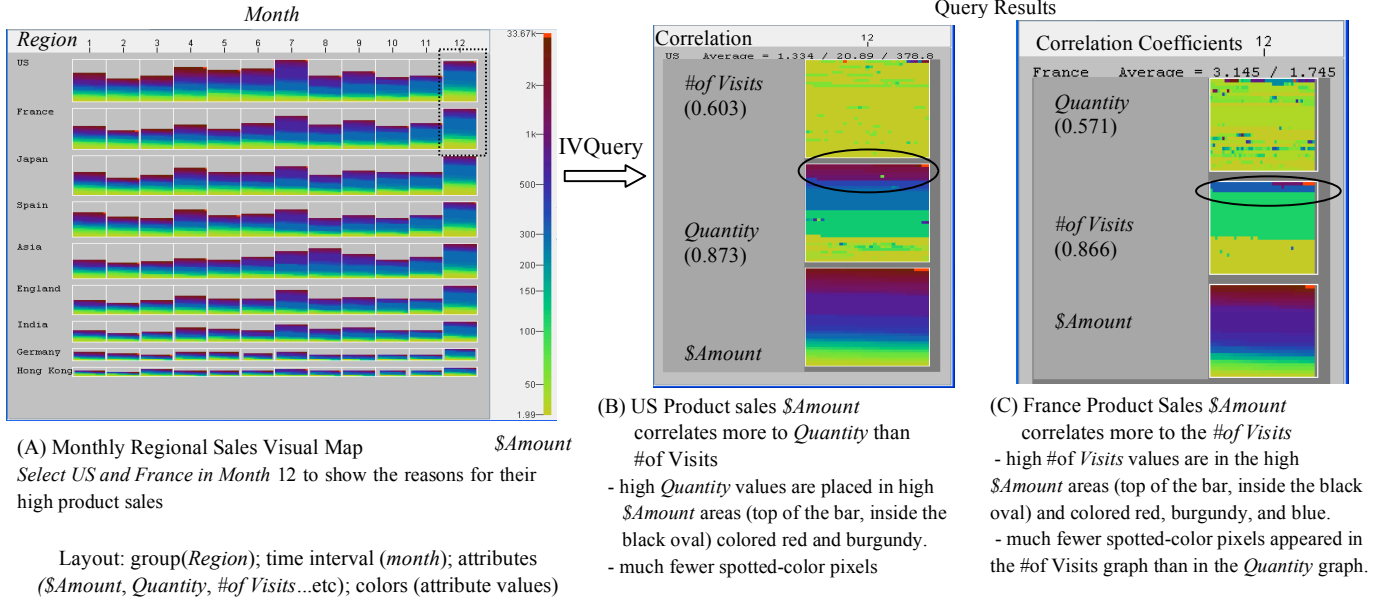 Month
Region
1 2 3 4 5 6 7 8 9 10 11 12
US
France
Japan
Spain
Asia
England
India
Germany
Hong Kong
33.67k
2k
1k
500
300
200
150
100
50
1.99
$Amount
(A) Monthly Regional Sales Visual Map
Select US and France in Month 12 to show the reasons for their
high product sales
Layout: group(Region); time interval (month); attributes
($Amount, Quantity, #of Visits...etc); colors (attribute values)
IVQuery
Query Results
Correlation
12
US Average = 1.334 / 20.89 / 378.8
#of Visits
(0.603)
Quantity
(0.873)
$Amount
(B) US Product sales $Amount
correlates more to Quantity than
#of Visits
- high Quantity values are placed in high
$Amount areas (top of the bar, inside the
black oval) colored red and burgundy.
- much fewer spotted-color pixels
Correlation Coefficients
12
France Average = 3.145 / 1.745
Quantity
(0.571)
#of Visits
(0.866)
$Amount
(C) France Product Sales $Amount
correlates more to the #of Visits
- high #of Visits values are in the high
$Amount areas (top of the bar, inside the black
oval) and colored red, burgundy, and blue.
- much fewer spotted-color pixels appeared in
the #of Visits graph than in the Quantity graph.